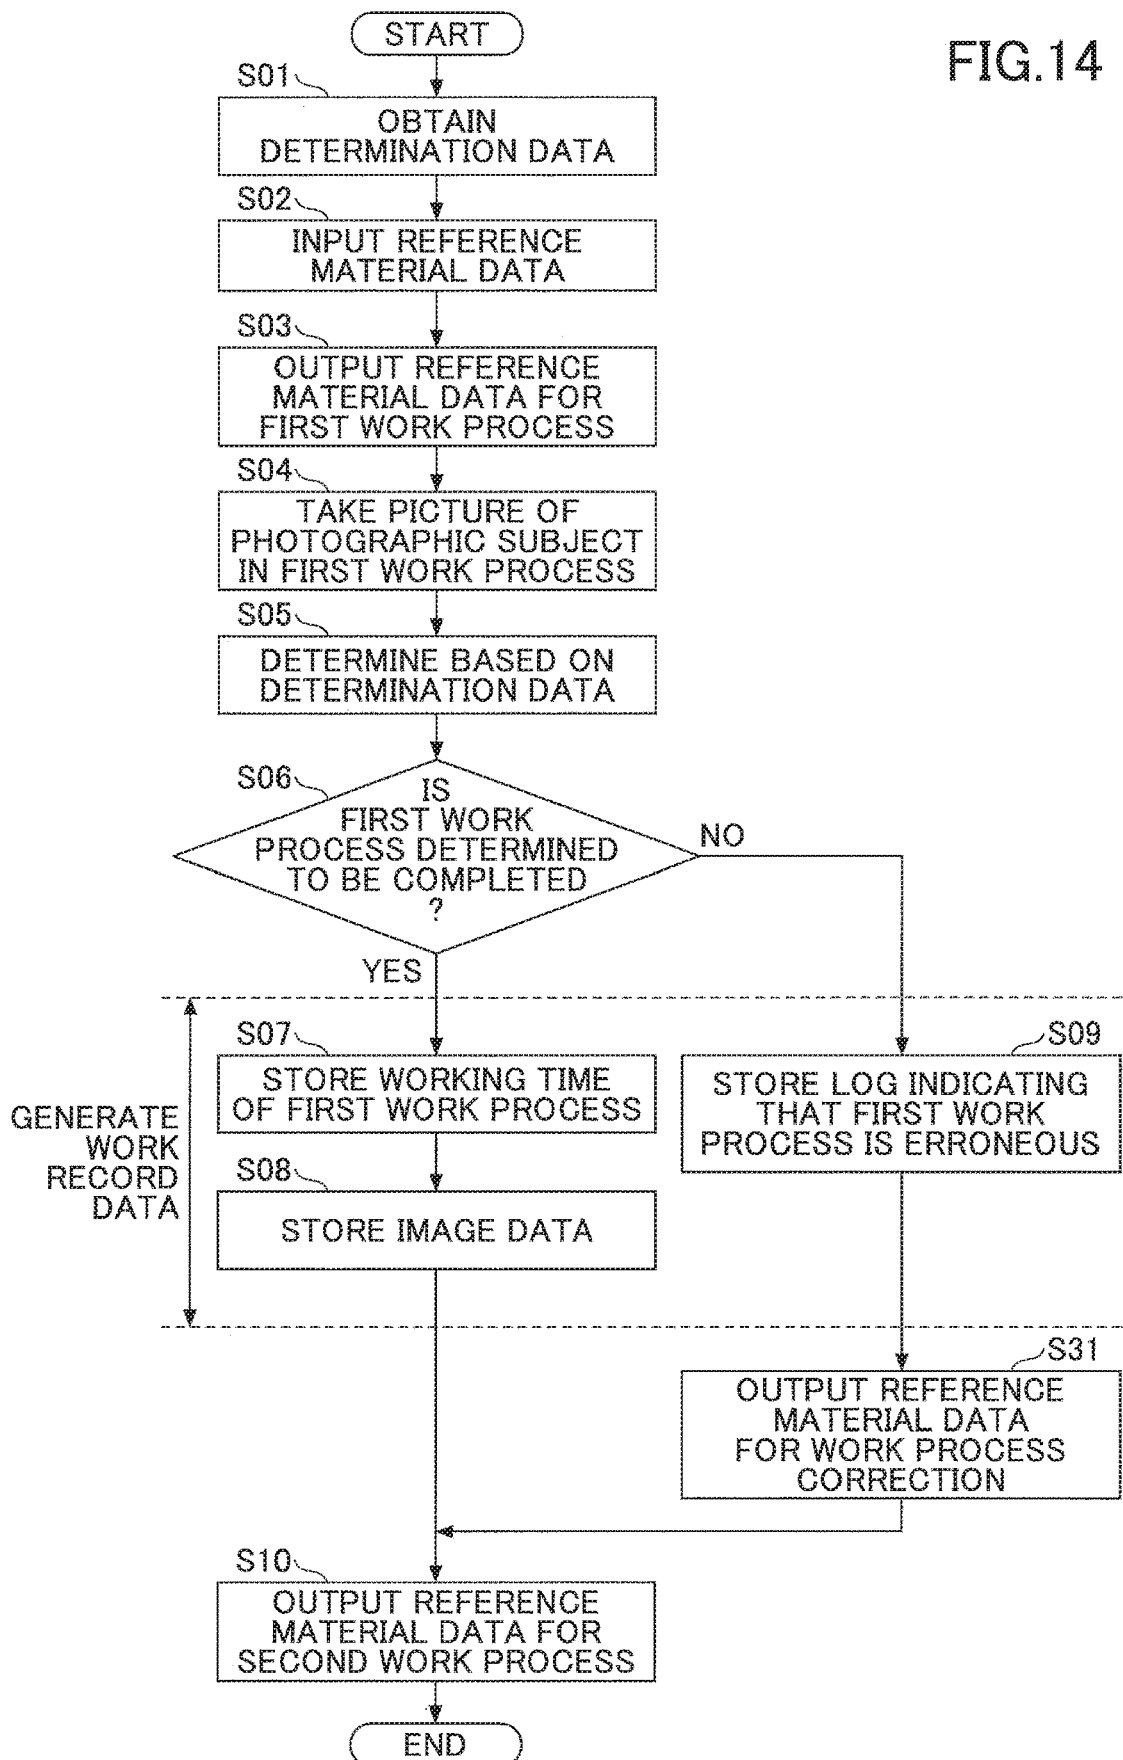 START
FIG.14
S01
OBTAIN
DETERMINATION DATA
S02
INPUT REFERENCE
MATERIAL DATA
S03
OUTPUT REFERENCE
MATERIAL DATA FOR
FIRST WORK PROCESS
S04
TAKE PICTURE OF
PHOTOGRAPHIC SUBJECT
IN FIRST WORK PROCESS
S05
DETERMINE BASED ON
DETERMINATION DATA
S06
IS
FIRST WORK
PROCESS DETERMINED
TO BE COMPLETED
?
NO
YES
GENERATE
WORK
RECORD
DATA
S07
STORE WORKING TIME
OF FIRST WORK PROCESS
S08
STORE IMAGE DATA
S09
STORE LOG INDICATING
THAT FIRST WORK
PROCESS IS ERRONEOUS
S31
OUTPUT REFERENCE
MATERIAL DATA
FOR WORK PROCESS
CORRECTION
S10
OUTPUT REFERENCE
MATERIAL DATA FOR
SECOND WORK PROCESS
END